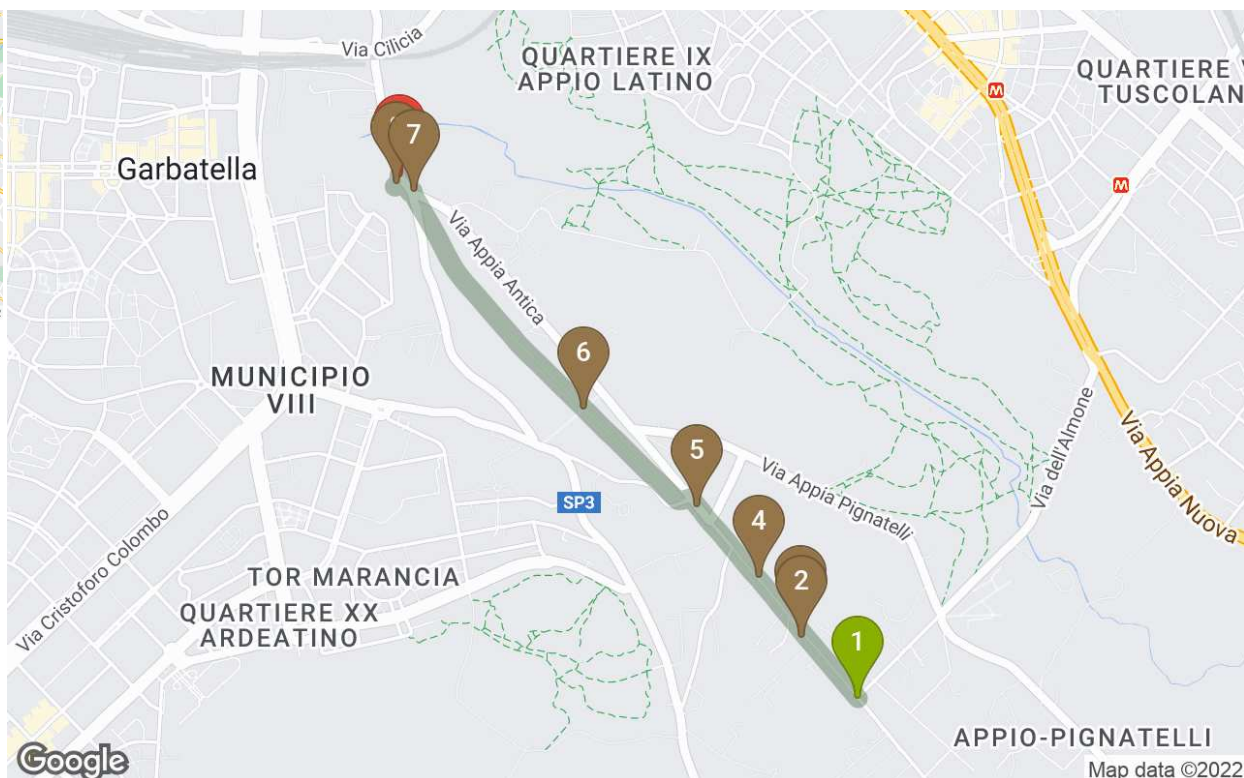 Via Cilicia
QUARTIERE IX
APPIO LATINO
QUARTIERE V
TUSCOLAN
M
M
7
Garbatella
Via Appia Antica
6
MUNICIPIO
VIII
5
Via Appia Pignatelli
Via dell'Almone
Via Appia Nuova
SP3
4
Via Cristoforo Colombo
TOR MARANCIA
QUARTIERE XX
ARDEATINO
2
1
APPIO-PIGNATELLI
Google
Map data ©2022